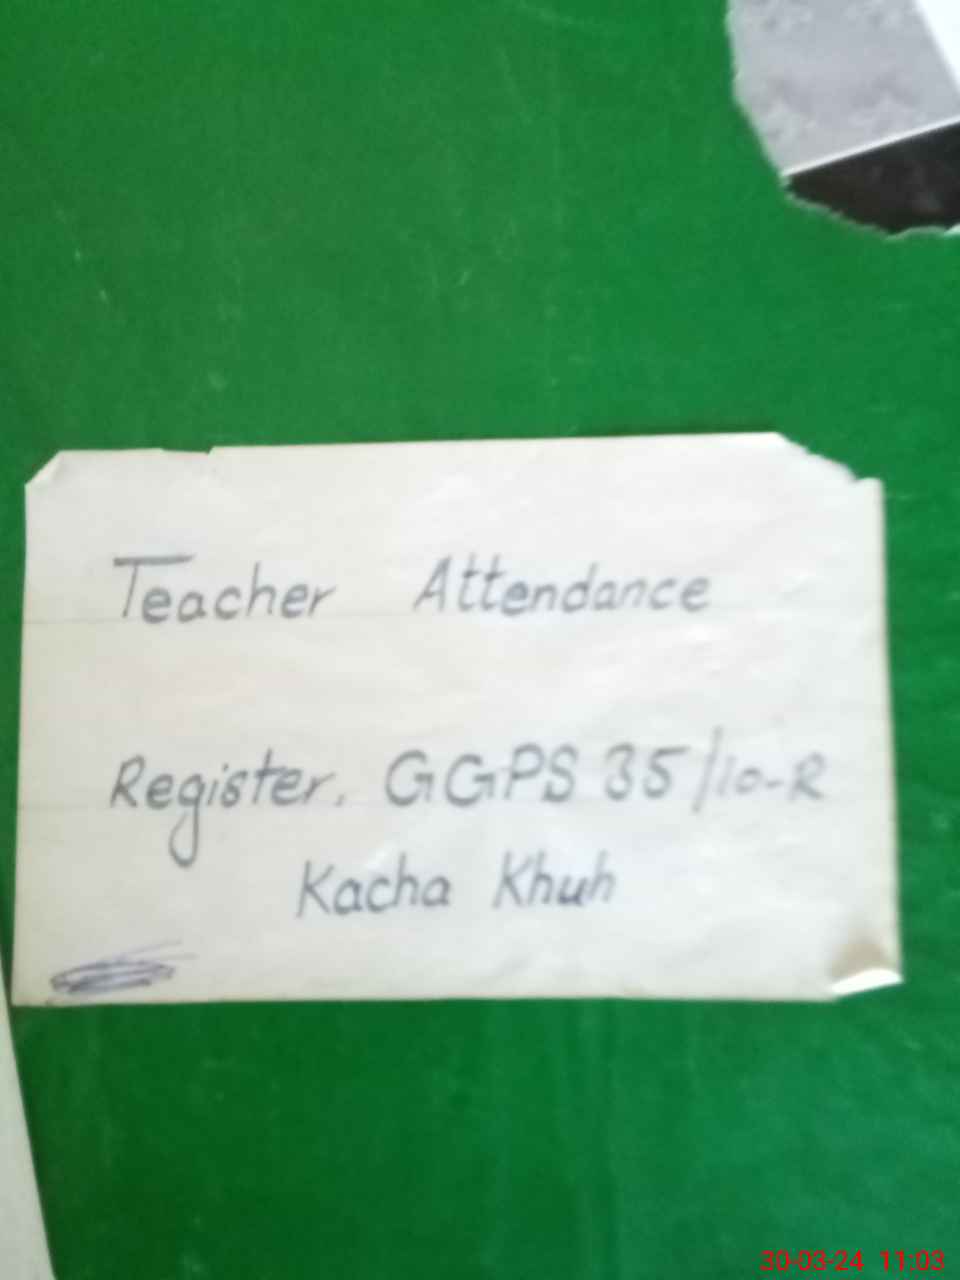 Teacher Attendance
Register. GGPS 35/10-R
Kacha Khuh
30-03-24 11:03